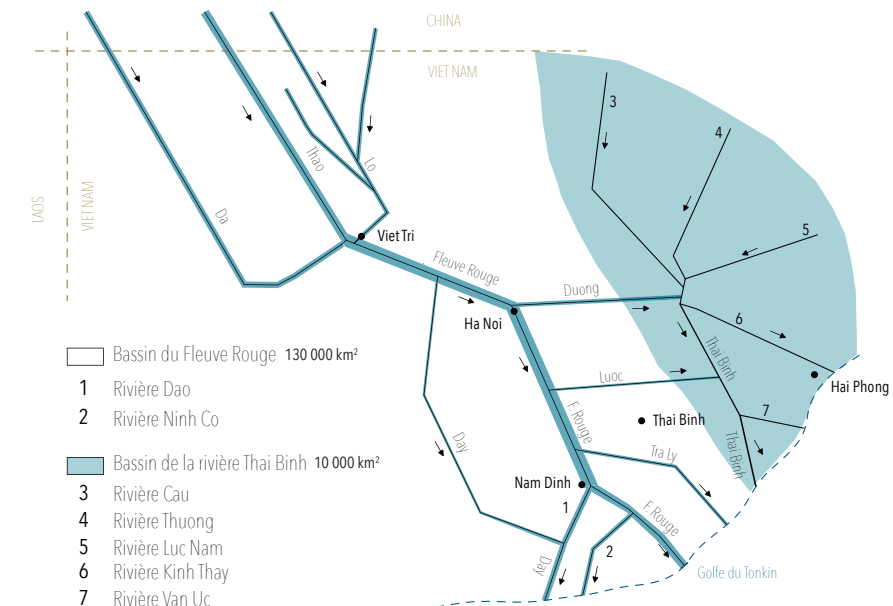 CHINA
VIET NAM
LAOS
VIET NAM
3
4
5
Thao
Lo
Da
Viet Tri
Fleuve Rouge
Duong
Ha Noi
6
Thai Binh
Hai Phong
Luoc
F. Rouge
Thai Binh
7
Thai Binh
Day
Tra Ly
Nam Dinh
1
F. Rouge
2
Day
Golfe du Tonkin
Bassin du Fleuve Rouge 130 000 km²
1 Rivière Dao
2 Rivière Ninh Co
Bassin de la rivière Thai Binh 10 000 km²
3 Rivière Cau
4 Rivière Thuong
5 Rivière Luc Nam
6 Rivière Kinh Thay
7 Rivière Van Uc